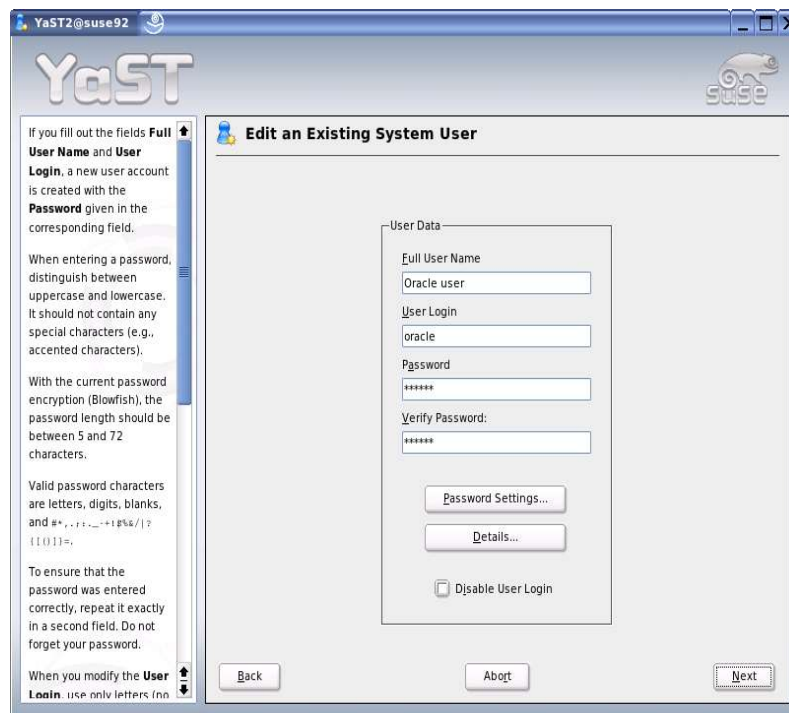 YaST2@suse92
YaST
suse
If you fill out the fields Full
User Name and User
Login, a new user account
is created with the
Password given in the
corresponding field.
When entering a password,
distinguish between
uppercase and lowercase.
It should not contain any
special characters (e.g.,
accented characters).
With the current password
encryption (Blowfish), the
password length should be
between 5 and 72
characters.
Valid password characters
are letters, digits, blanks,
and
To ensure that the
password was entered
correctly, repeat it exactly
in a second field. Do not
forget your password.
When you modify the User
Login, use only letters (no
Edit an Existing System User
User Data
Full User Name
Oracle user
User Login
oracle
Password
******
Verify Password:
******
Password Settings...
Details...
Disable User Login
Back
Abort
Next